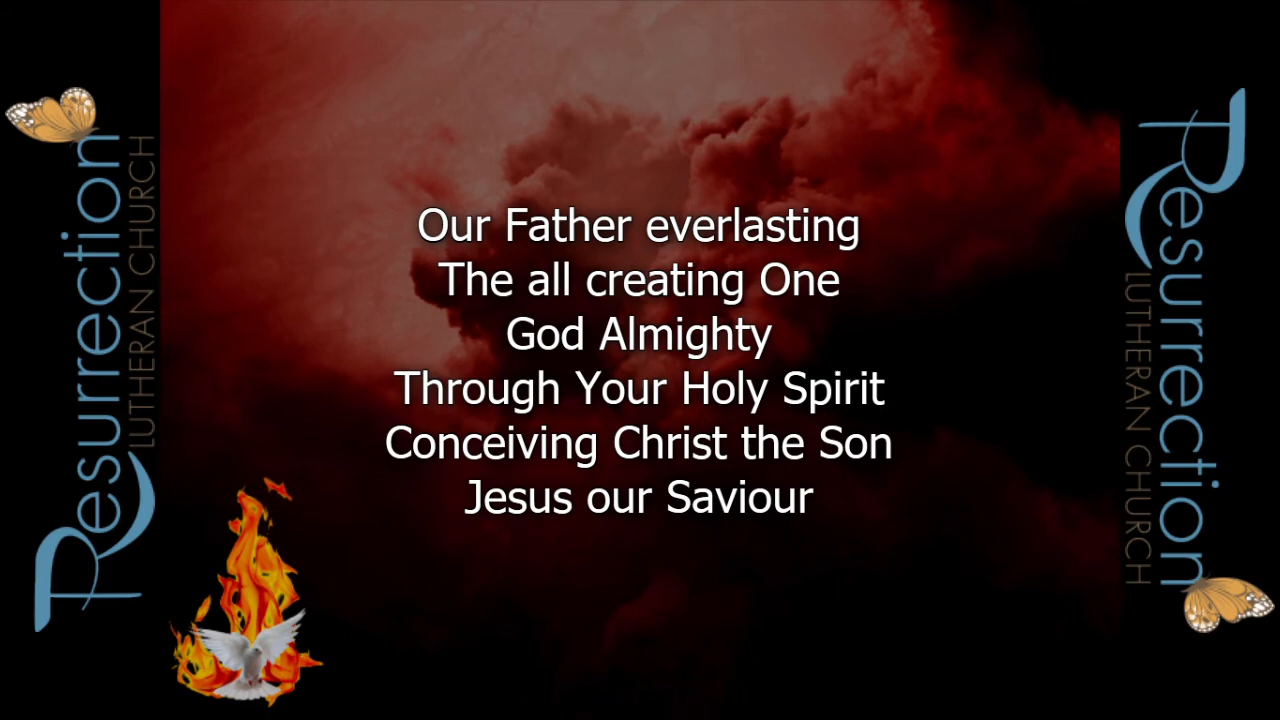 Resurrection
LUTHERAN CHURCH
Our Father everlasting
The all creating One
God Almighty
Through Your Holy Spirit
Conceiving Christ the Son
Jesus our Saviour
Resurrection
LUTHERAN CHURCH